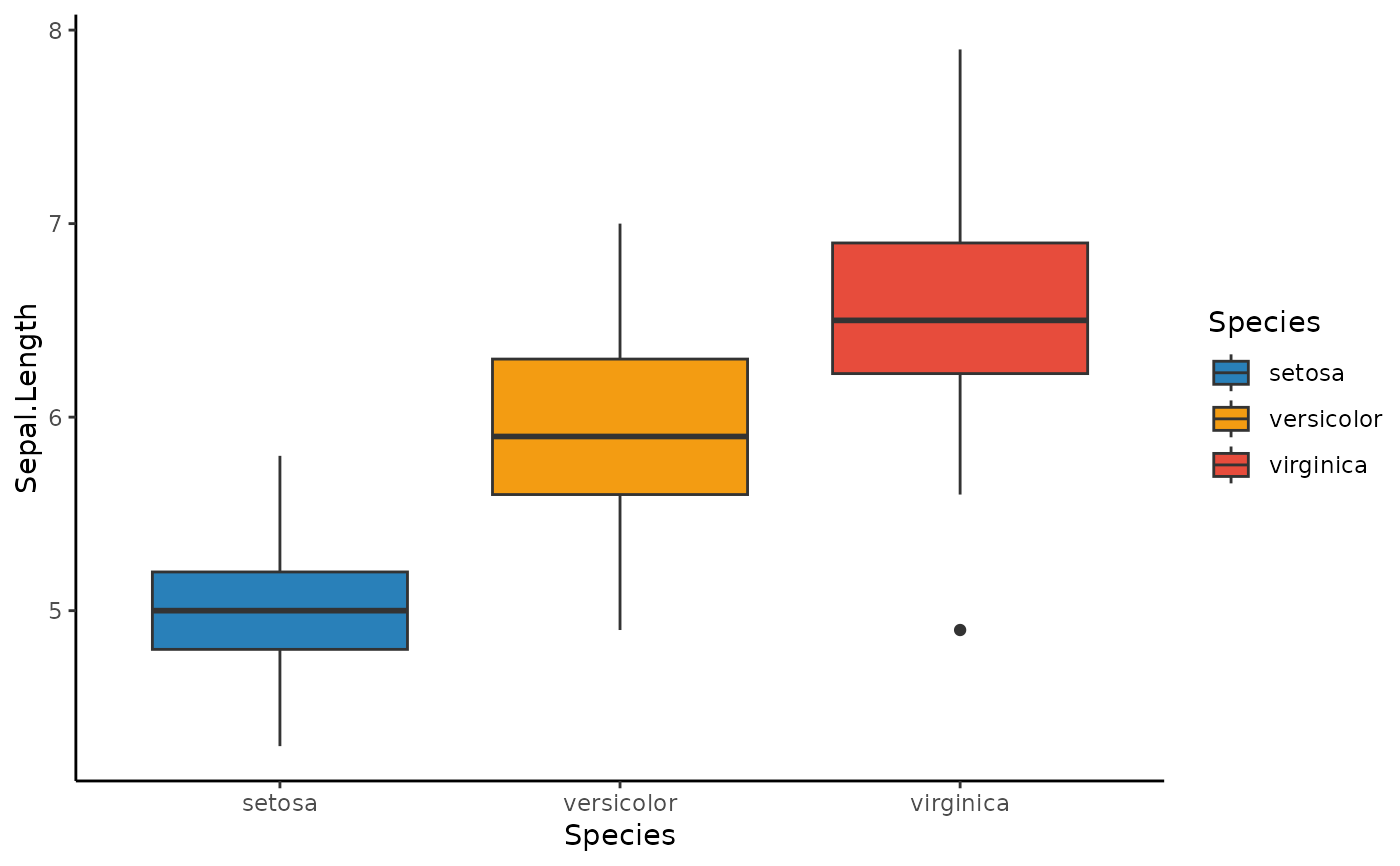 8
7
6
5
Sepal.Length
setosa
versicolor
virginica
Species
Species
setosa
versicolor
virginica